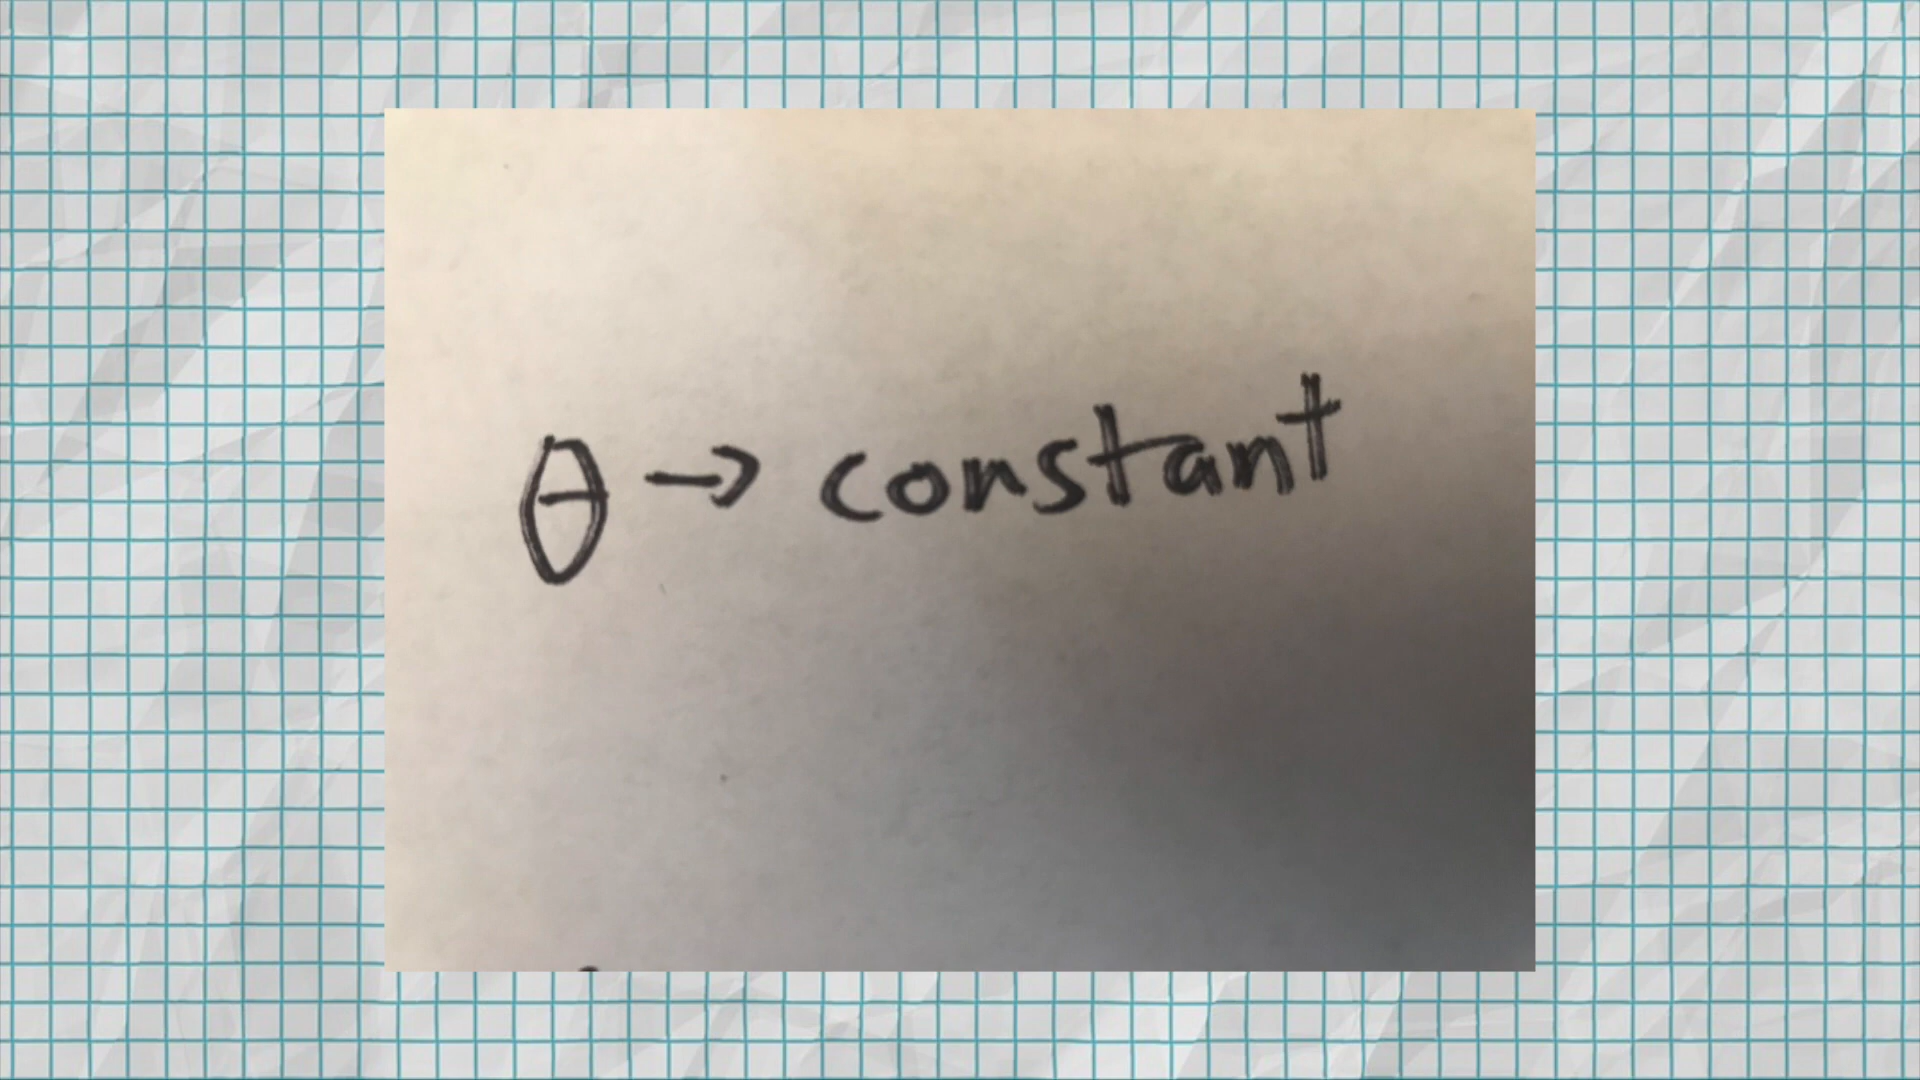 θ → constant